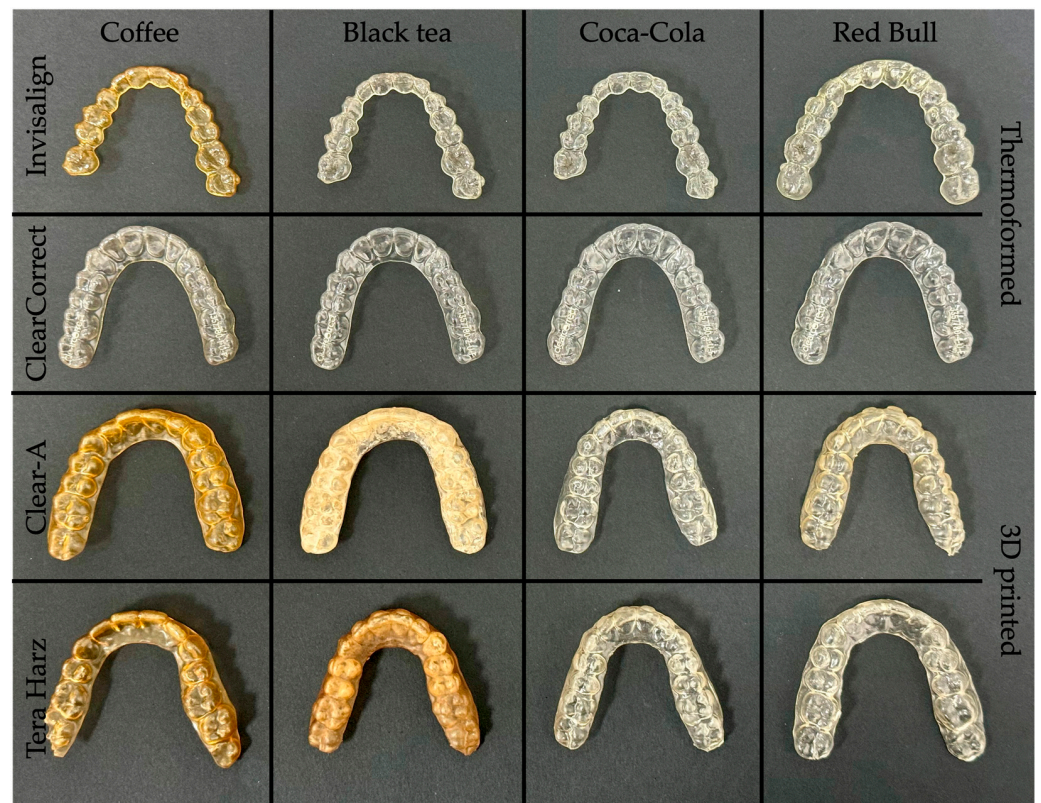 Coffee
Black tea
Coca-Cola
Red Bull
Invisalign
ClearCorrect
Clear-A
Tera Harz
Thermoformed
3D printed